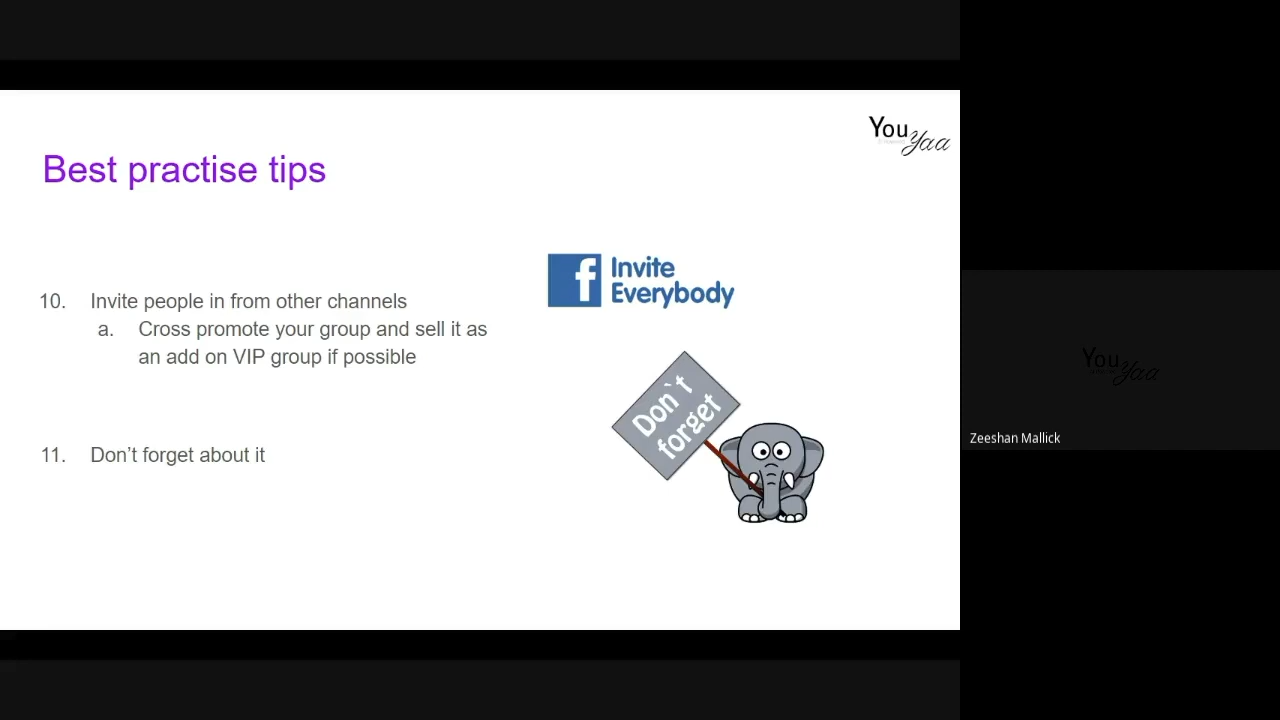 You
yaa
Best practise tips
Invite
Everybody
10. Invite people in from other channels
a. Cross promote your group and sell it as
an add on VIP group if possible
Don`t
forget
11. Don’t forget about it
You
yaa
Zeeshan Mallick